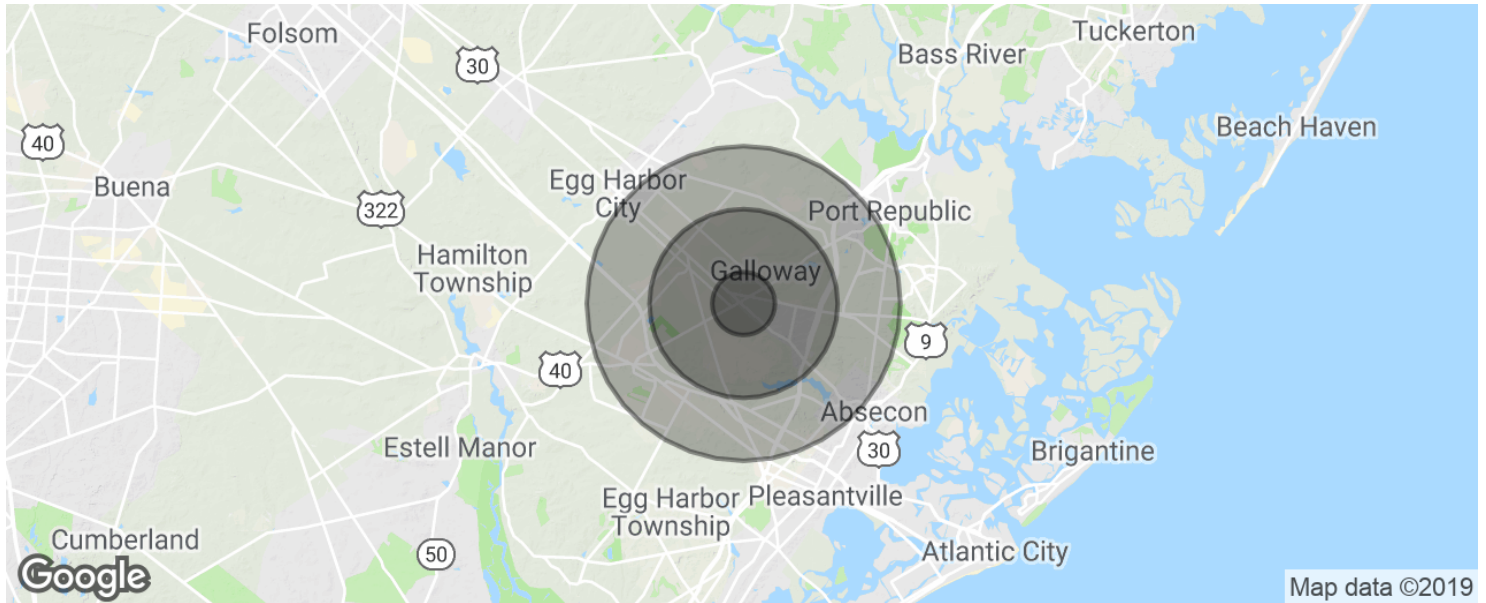 Folsom
30
Bass River
Tuckerton
40
Buena
322
Beach Haven
Egg Harbor
City
Port Republic
Hamilton
Township
Galloway
9
40
Absecon
30
Estell Manor
Brigantine
Egg Harbor
Township
Pleasantville
Cumberland
50
Atlantic City
Google
Map data ©2019